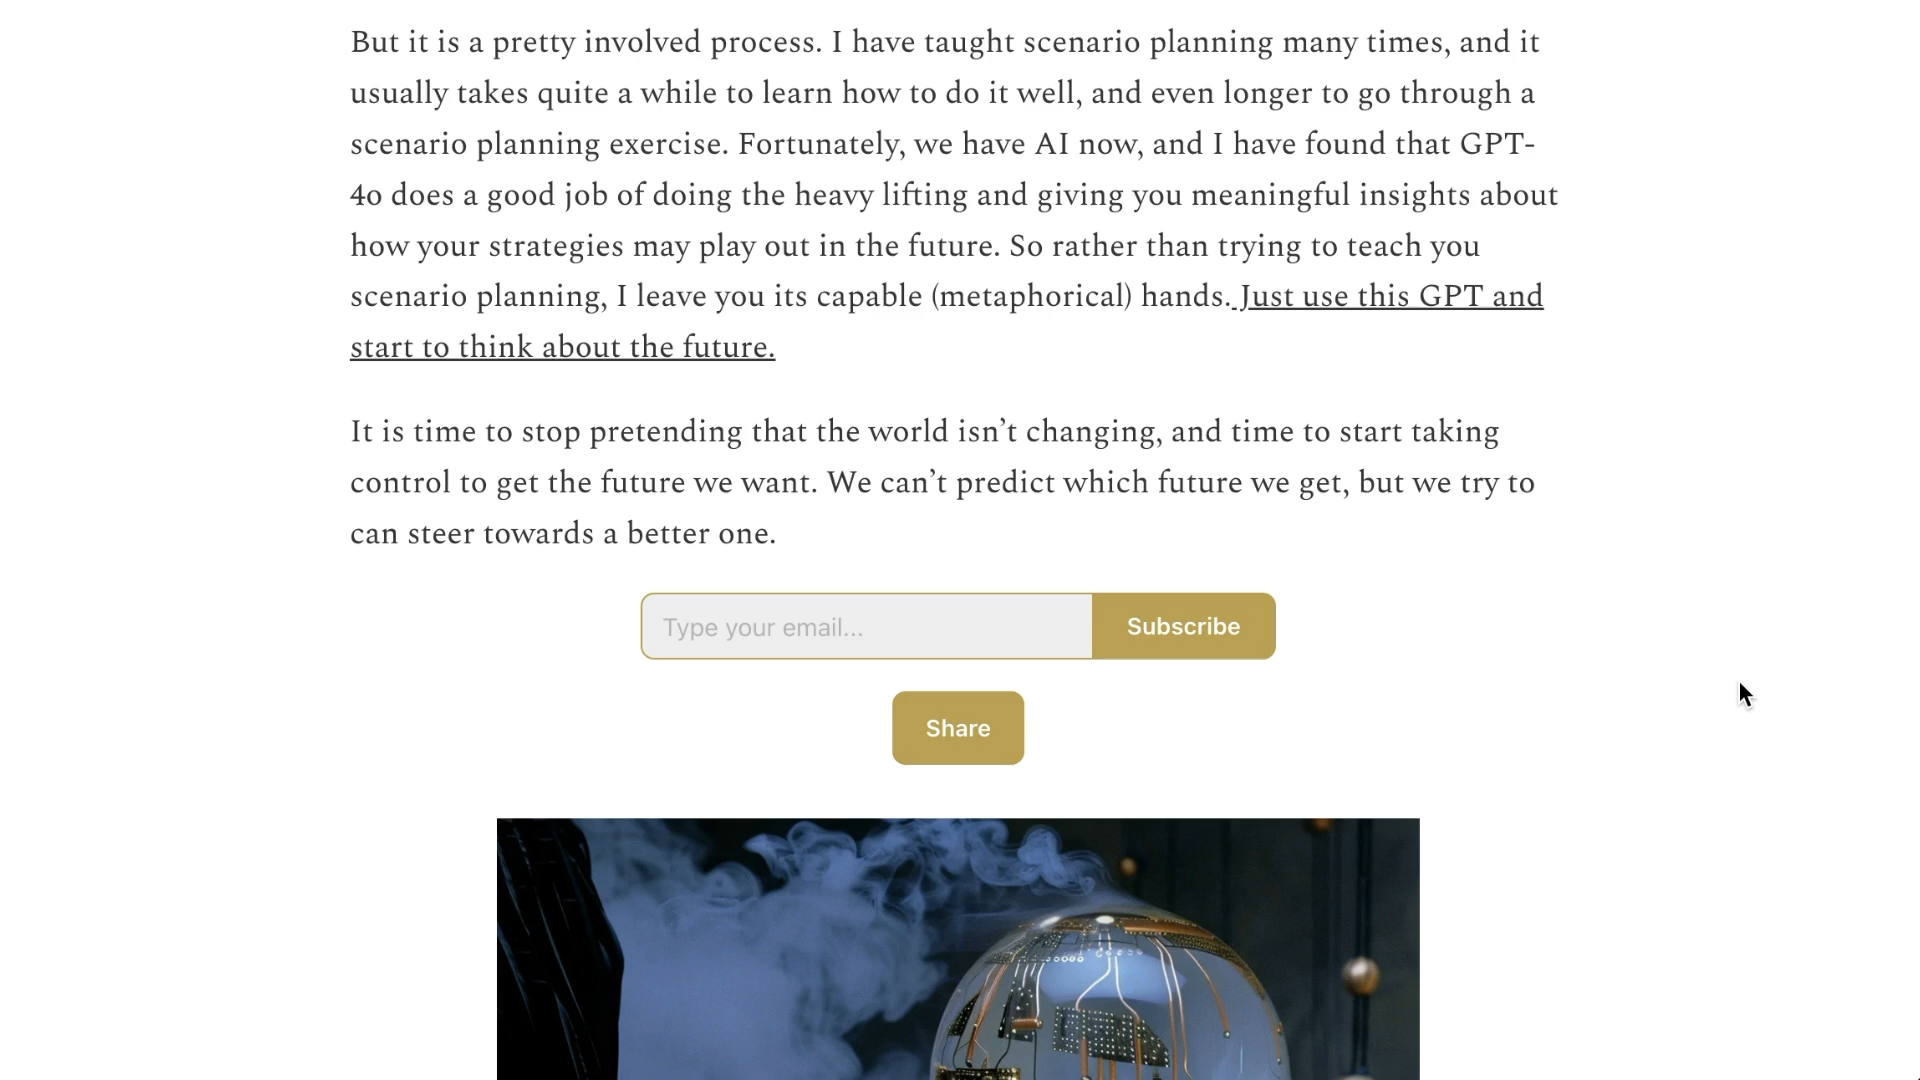 But it is a pretty involved process. I have taught scenario planning many times, and it
usually takes quite a while to learn how to do it well, and even longer to go through a
scenario planning exercise. Fortunately, we have AI now, and I have found that GPT-
4o does a good job of doing the heavy lifting and giving you meaningful insights about
how your strategies may play out in the future. So rather than trying to teach you
scenario planning, I leave you its capable (metaphorical) hands. Just use this GPT and
start to think about the future.
It is time to stop pretending that the world isn’t changing, and time to start taking
control to get the future we want. We can’t predict which future we get, but we try to
can steer towards a better one.
Type your email...
Subscribe
Share